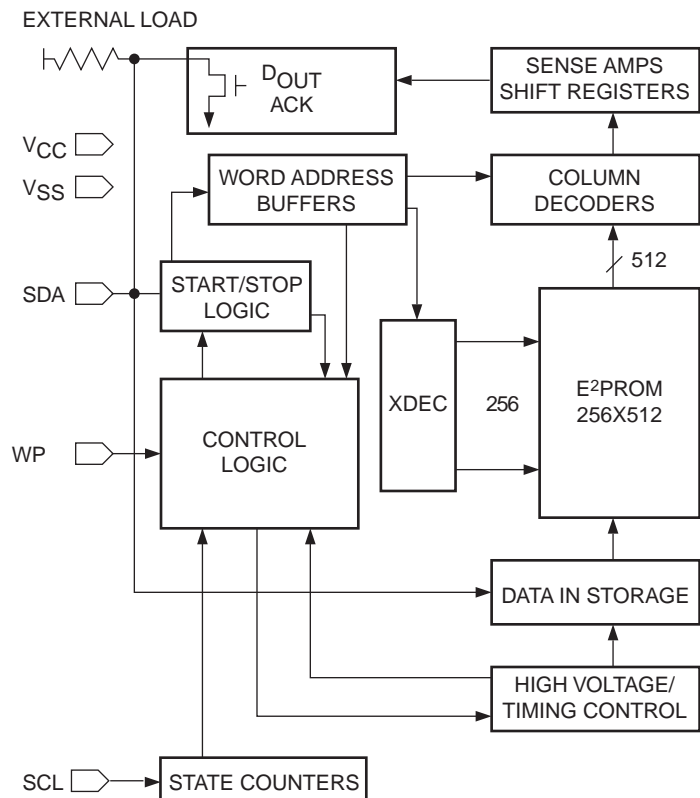 EXTERNAL LOAD
DOUT
ACK
SENSE AMPS
SHIFT REGISTERS
VCC
VSS
WORD ADDRESS
BUFFERS
COLUMN
DECODERS
512
SDA
START/STOP
LOGIC
XDEC
256
E²PROM
256X512
WP
CONTROL
LOGIC
DATA IN STORAGE
HIGH VOLTAGE/
TIMING CONTROL
SCL
STATE COUNTERS